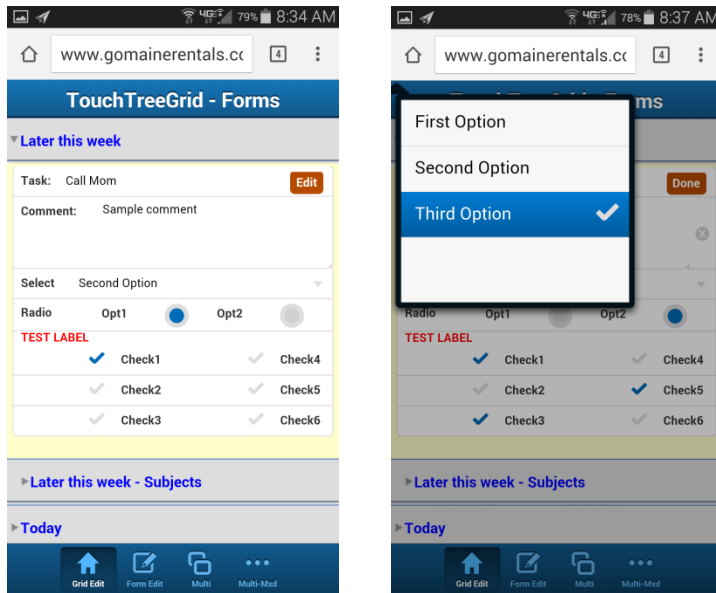 4G 79% 8:34 AM
www.gomainerentals.cc
4
TouchTreeGrid - Forms
Later this week
Task: Call Mom
Edit
Comment: Sample comment
Select Second Option
Radio Opt1 Opt2
TEST LABEL
Check1 Check4
Check2 Check5
Check3 Check6
Later this week - Subjects
Today
Grid Edit Form Edit Multi Multi-Mxd
4G 78% 8:37 AM
www.gomainerentals.cc
4
ms
First Option
Second Option
Third Option
Done
Radio Opt1 Opt2
TEST LABEL
Check1 Check4
Check2 Check5
Check3 Check6
Later this week - Subjects
Today
Grid Edit Form Edit Multi Multi-Mxd